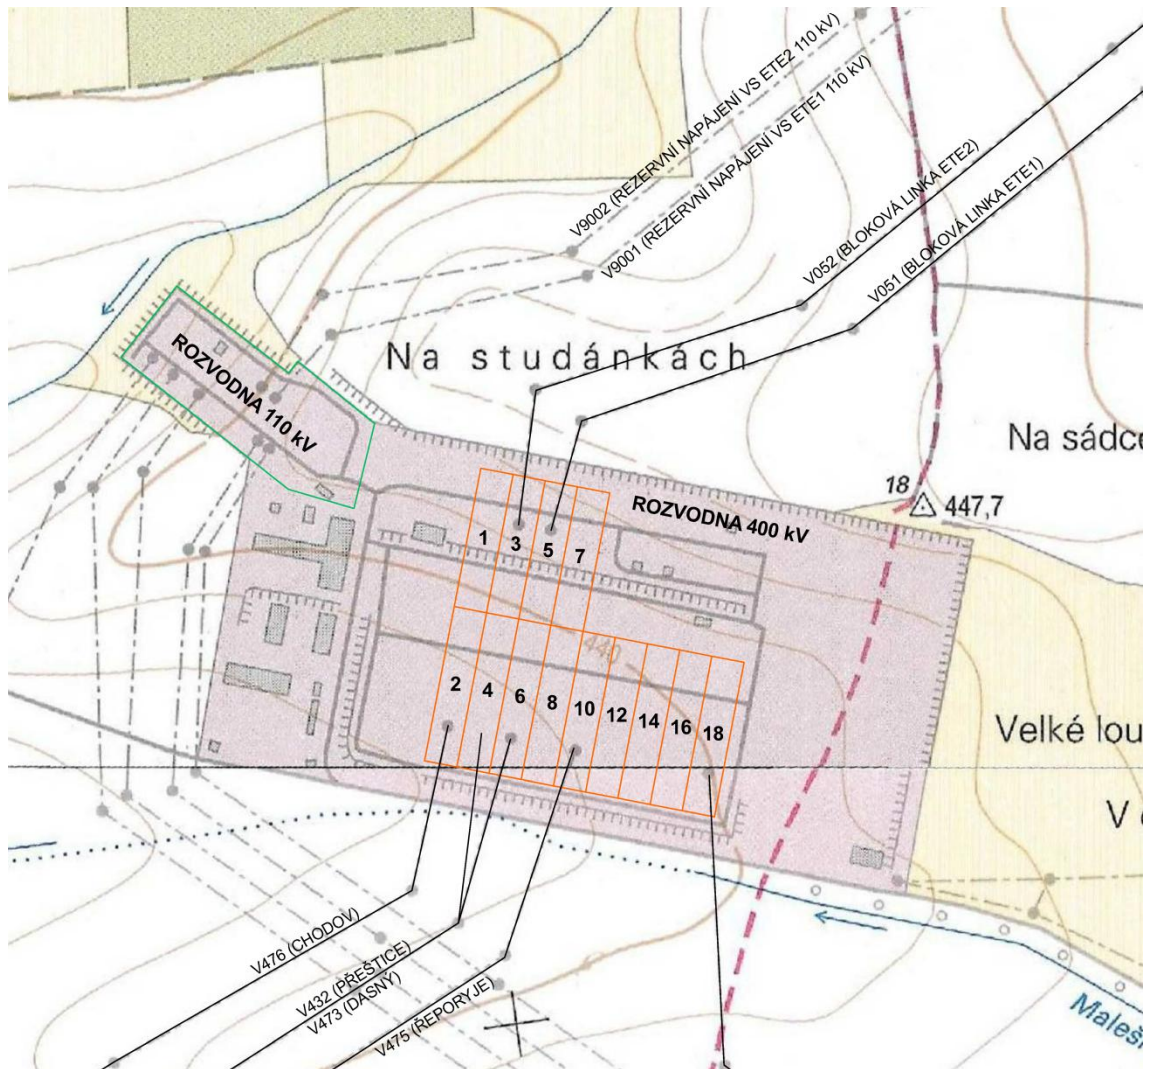 V9002 (REZERVNÍ NAPÁJENÍ VS ETE2 110 kV)
V9001 (REZERVNÍ NAPÁJENÍ VS ETE1 110 kV)
V052 (BLOKOVÁ LINKA ETE2)
V051 (BLOKOVÁ LINKA ETE1)
ROZVODNA 110 kV
Na studánkách
Na sádce
18
447,7
ROZVODNA 400 kV
1
3
5
7
440
2
4
6
8
10
12
14
16
18
Velké lou
V
V476 (CHODOV)
V432 (PŘEŠTICE)
V473 (DASNÝ)
V475 (ŘEPORYJE)
Maleš